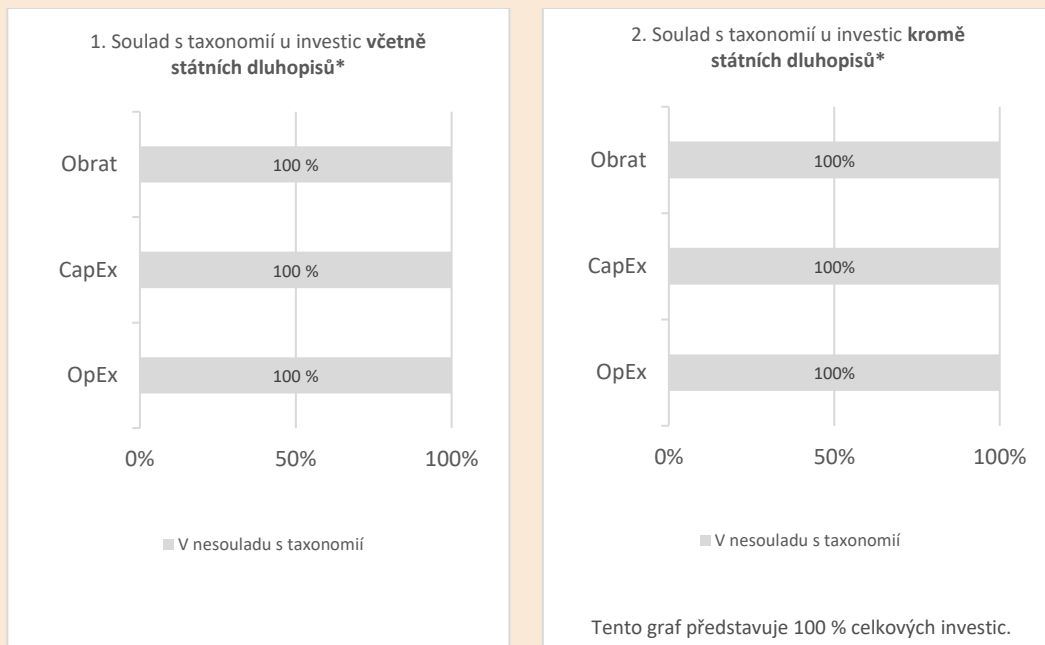 1. Soulad s taxonomií u investic včetně
státních dluhopisů*
Obrat
100 %
CapEx
100 %
OpEx
100 %
0%
50%
100%
V nesouladu s taxonomií
2. Soulad s taxonomií u investic kromě
státních dluhopisů*
Obrat
100%
CapEx
100%
OpEx
100%
0%
50%
100%
V nesouladu s taxonomií
Tento graf představuje 100 % celkových investic.